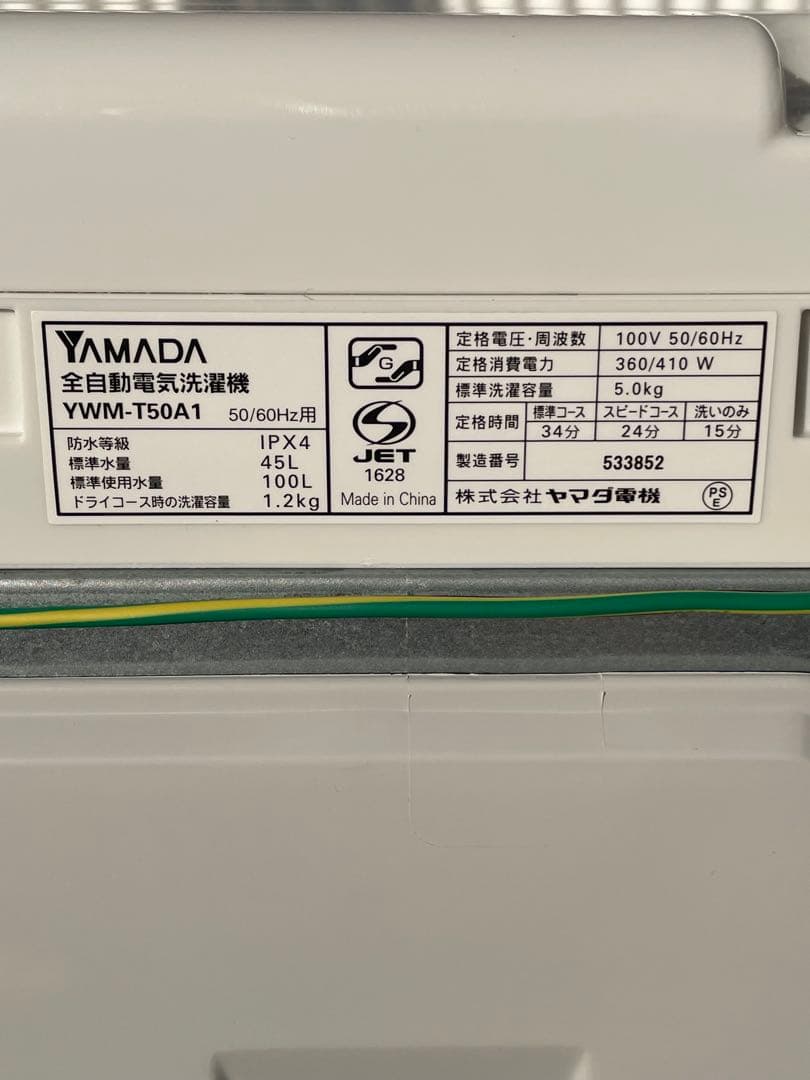 YAMADA
全自動電気洗濯機
YWM-T50A1 50/60Hz用
防水等級 IPX4
標準水量 45L
標準使用水量 100L
ドライコース時の洗濯容量 1.2kg
G
JET
1628
Made in China
定格電圧・周波数 100V 50/60Hz
定格消費電力 360/410 W
標準洗濯容量 5.0kg
定格時間 標準コース スピードコース 洗いのみ
34分 24分 15分
製造番号 533852
株式会社ヤマダ電機 PSE